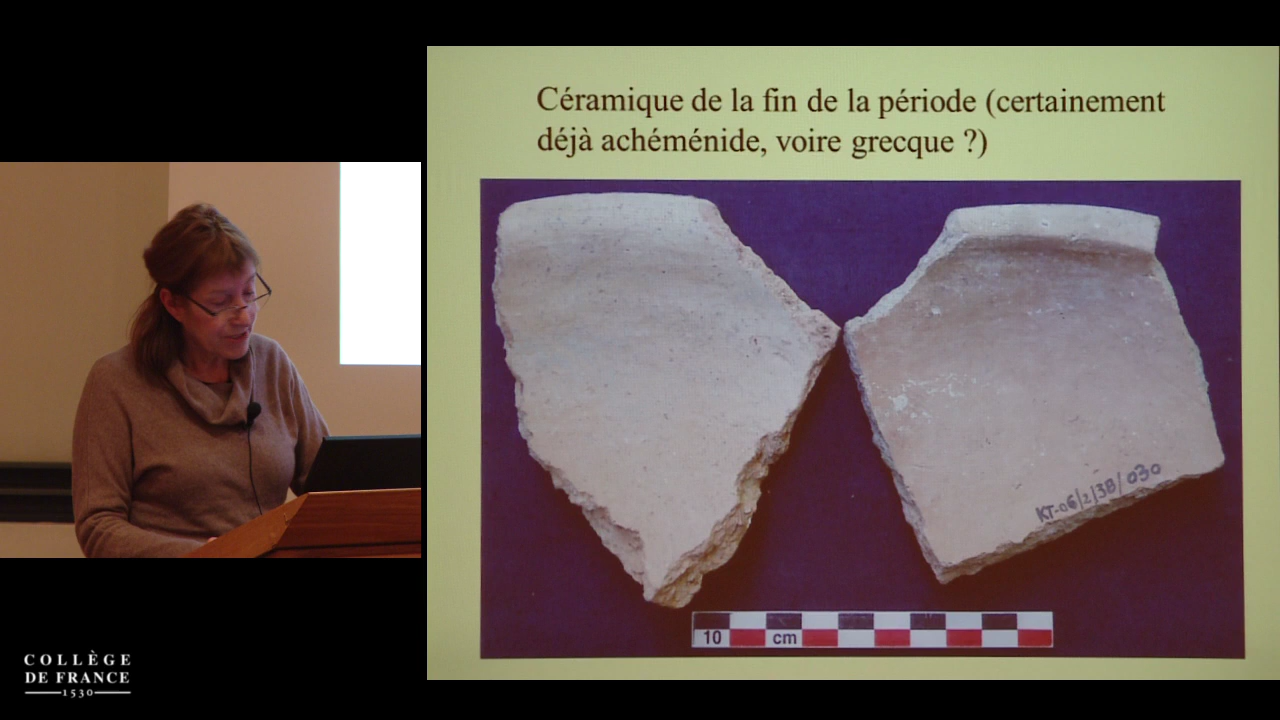 Céramique de la fin de la période (certainement
déjà achéménide, voire grecque ?)
KT-06/2/38/030
10 cm
COLLÈGE
DE FRANCE
1530